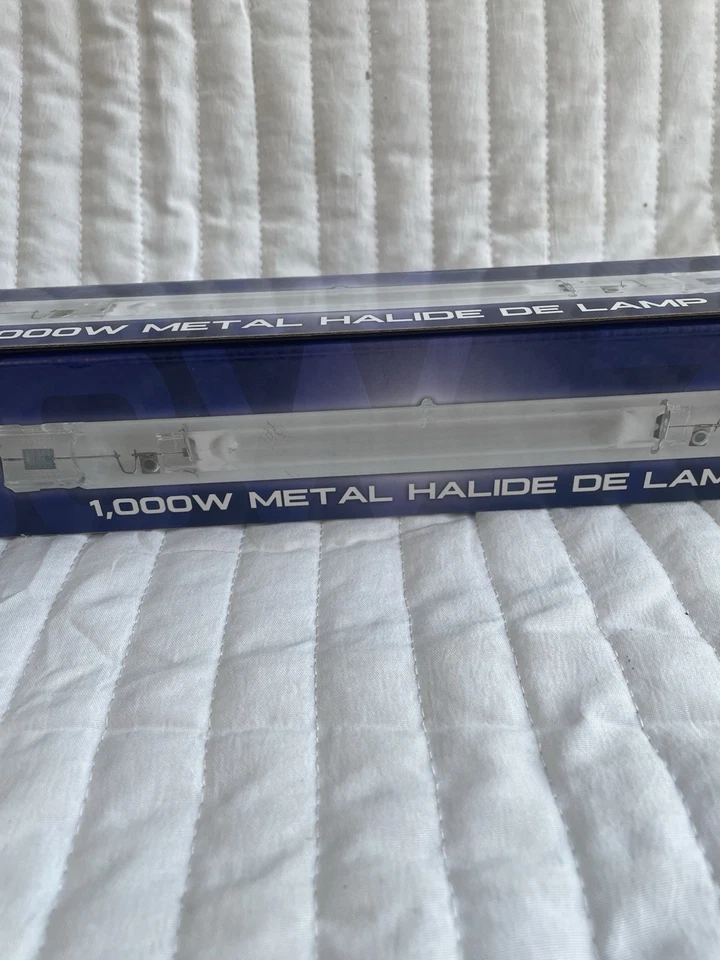 000W METAL HALIDE DE LAMP
1,000W METAL HALIDE DE LAM